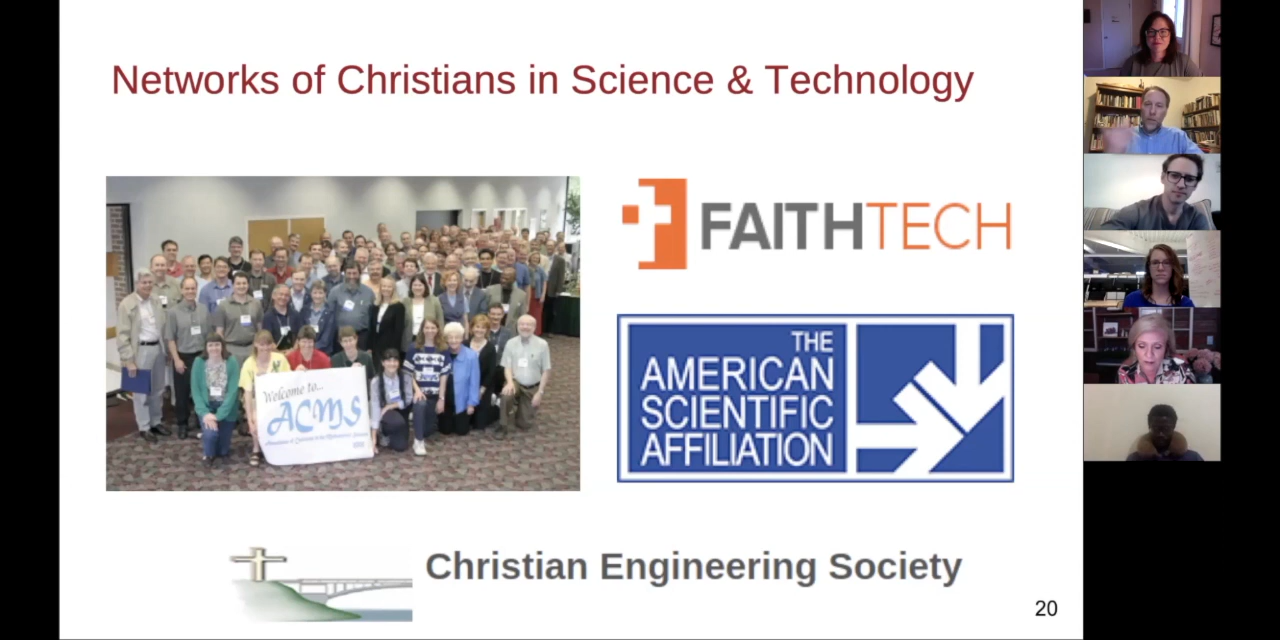 Networks of Christians in Science & Technology
Welcome to...
ACMS
FAITHTECH
THE
AMERICAN
SCIENTIFIC
AFFILIATION
Christian Engineering Society
20